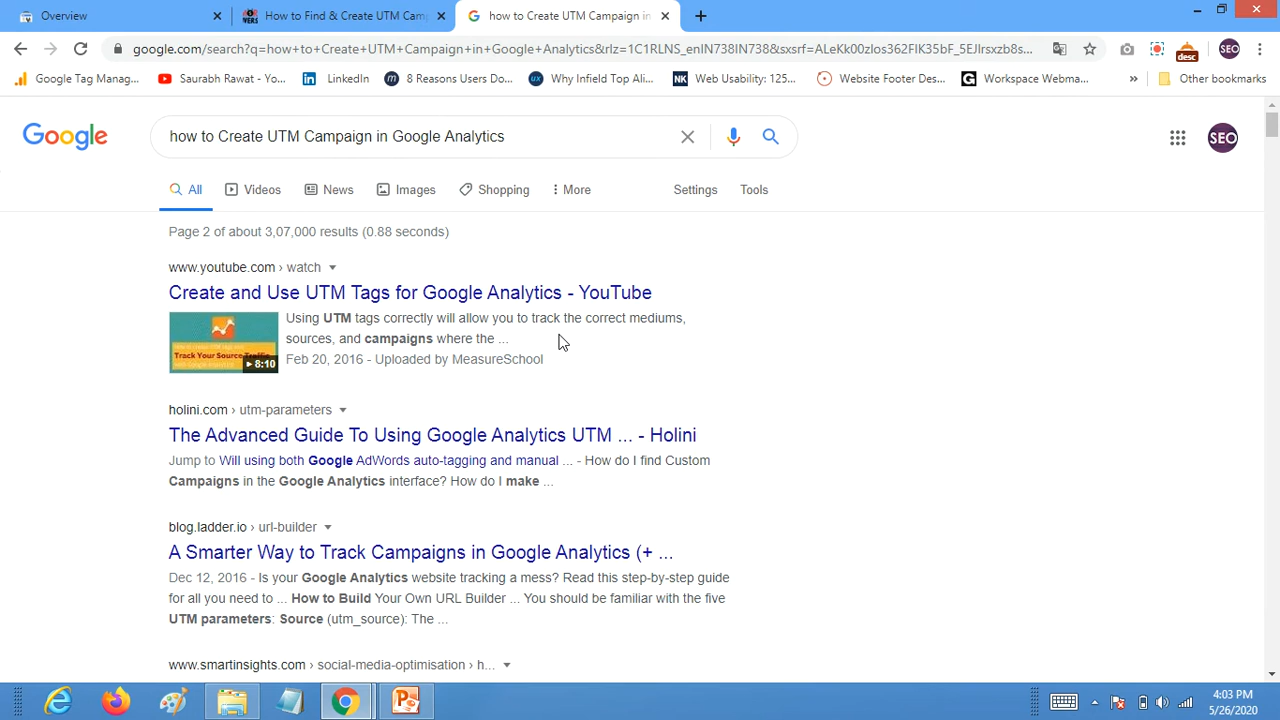 Overview
How to Find & Create UTM Camp
how to Create UTM Campaign in
google.com/search?q=how+to+Create+UTM+Campaign+in+Google+Analytics&rlz=1C1RLNS_enIN738IN738&sxsrf=ALeKk00zIos362FIK35bF_5EJIrsxzb8s...
Google Tag Manag...
Saurabh Rawat - Yo...
LinkedIn
8 Reasons Users Do...
Why Infield Top Ali...
NK Web Usability: 125...
Website Footer Des...
G Workspace Webma...
»
Other bookmarks
Google
how to Create UTM Campaign in Google Analytics
SEO
All Videos News Images Shopping More Settings Tools
Page 2 of about 3,07,000 results (0.88 seconds)
www.youtube.com › watch
Create and Use UTM Tags for Google Analytics - YouTube
Using UTM tags correctly will allow you to track the correct mediums,
sources, and campaigns where the ...
Feb 20, 2016 - Uploaded by MeasureSchool
Track Your Source Traffic
8:10
holini.com › utm-parameters
The Advanced Guide To Using Google Analytics UTM ... - Holini
Jump to Will using both Google AdWords auto-tagging and manual ... - How do I find Custom
Campaigns in the Google Analytics interface? How do I make ...
blog.ladder.io › url-builder
A Smarter Way to Track Campaigns in Google Analytics (+ ...
Dec 12, 2016 - Is your Google Analytics website tracking a mess? Read this step-by-step guide
for all you need to ... How to Build Your Own URL Builder ... You should be familiar with the five
UTM parameters: Source (utm_source): The ...
www.smartinsights.com › social-media-optimisation › h...
4:03 PM
5/26/2020